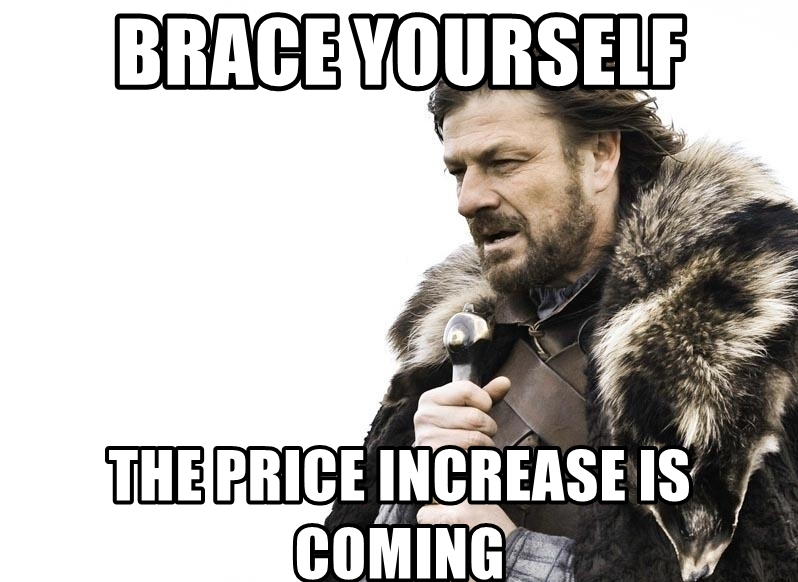 BRACE YOURSELF
THE PRICE INCREASE IS
COMING